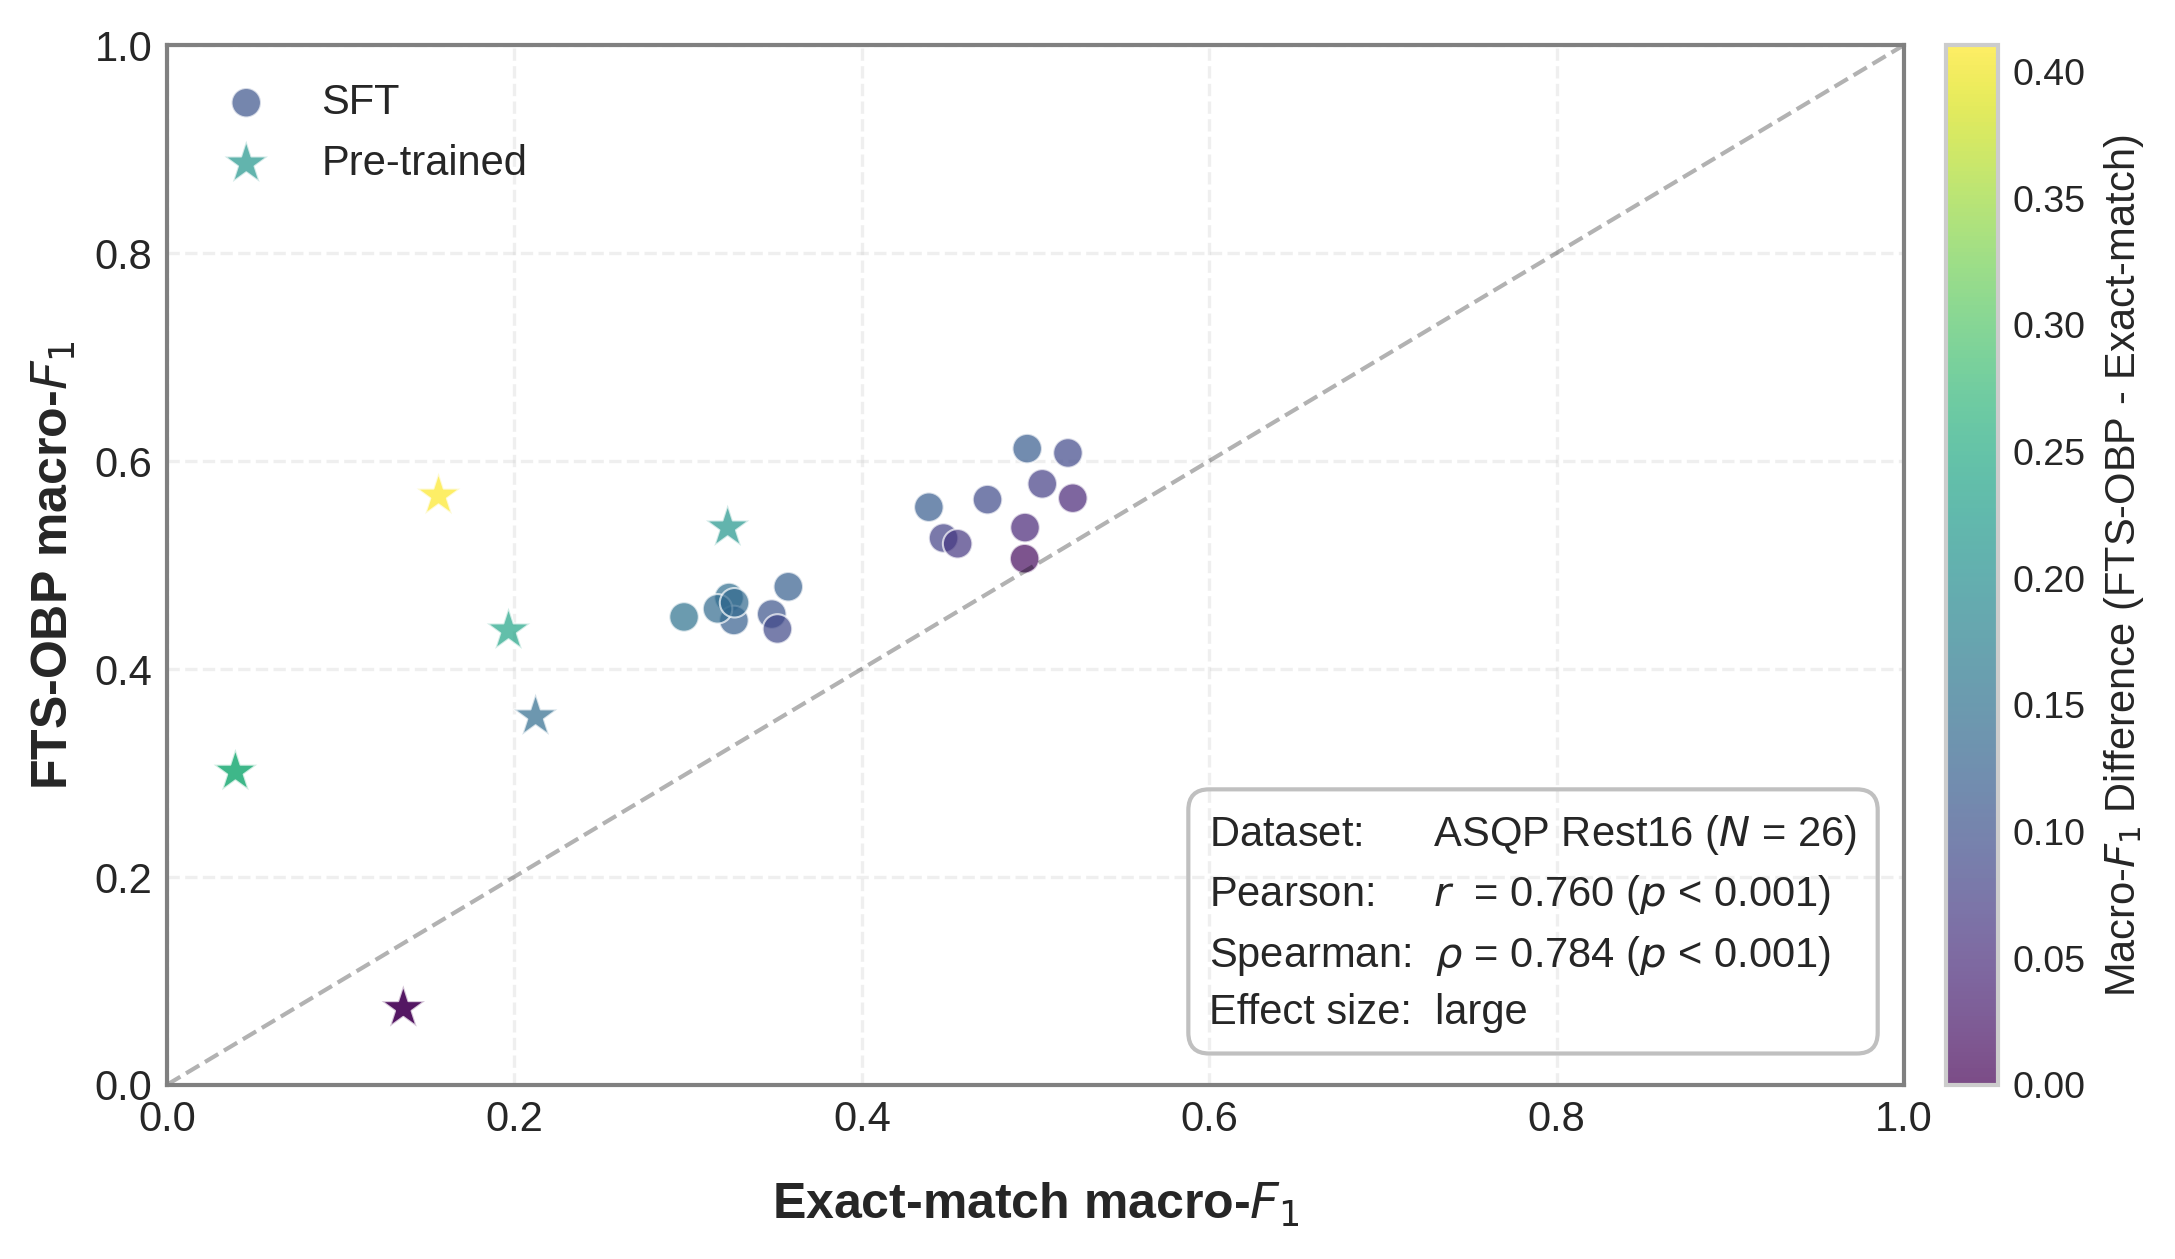 SFT
Pre-trained
1.0
0.8
0.6
0.4
0.2
0.0
FTS-OBP macro-F₁
0.0 0.2 0.4 0.6 0.8 1.0
Exact-match macro-F₁
Dataset: ASQP Rest16 (N = 26)
Pearson: r = 0.760 (p < 0.001)
Spearman: ρ = 0.784 (p < 0.001)
Effect size: large
0.40
0.35
0.30
0.25
0.20
0.15
0.10
0.05
0.00
Macro-F₁ Difference (FTS-OBP - Exact-match)